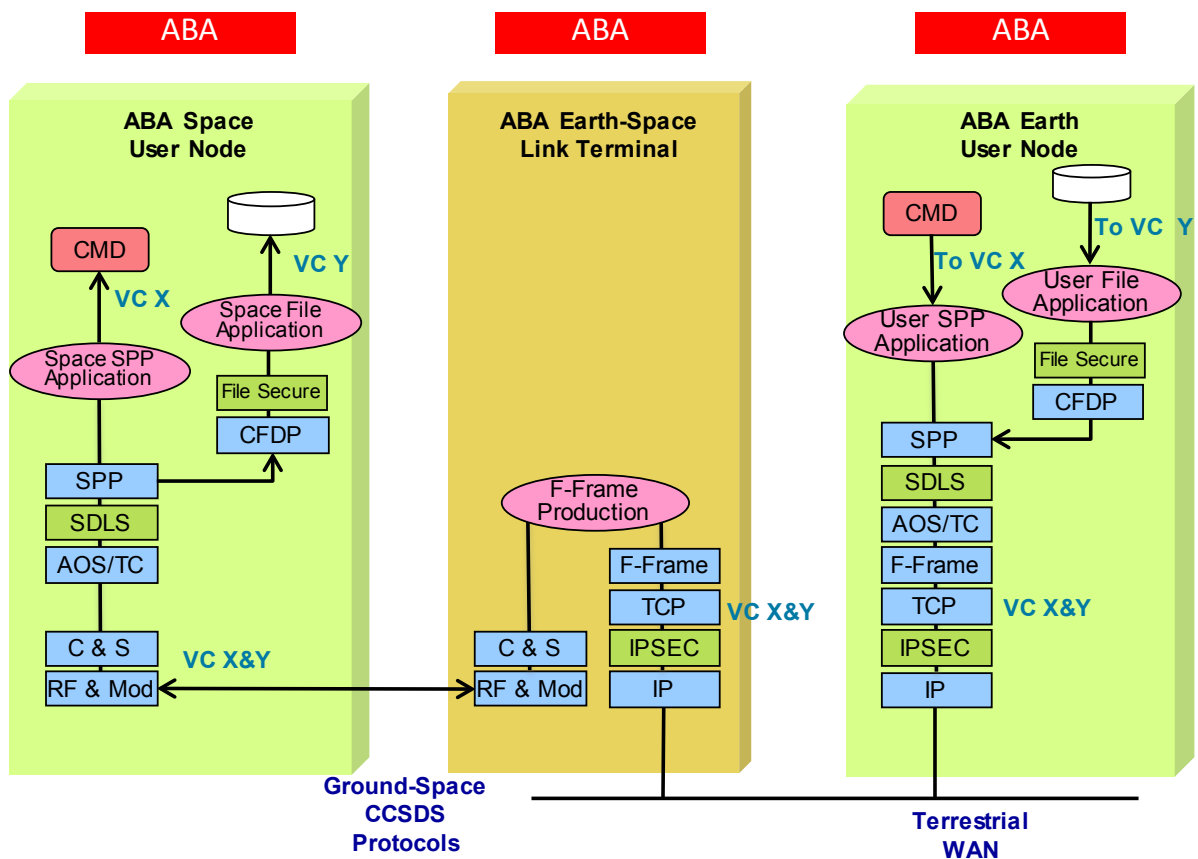 ABA
ABA
ABA
ABA Space
User Node
CMD
VC X
VC Y
Space File
Application
Space SPP
Application
File Secure
CFDP
SPP
SDLS
AOS/TC
C & S
RF & Mod
VC X&Y
ABA Earth-Space
Link Terminal
F-Frame
Production
F-Frame
TCP
IPSEC
IP
VC X&Y
C & S
RF & Mod
ABA Earth
User Node
CMD
To VC X
To VC Y
User File
Application
User SPP
Application
File Secure
CFDP
SPP
SDLS
AOS/TC
F-Frame
TCP
IPSEC
IP
VC X&Y
Ground-Space
CCSDS
Protocols
Terrestrial
WAN